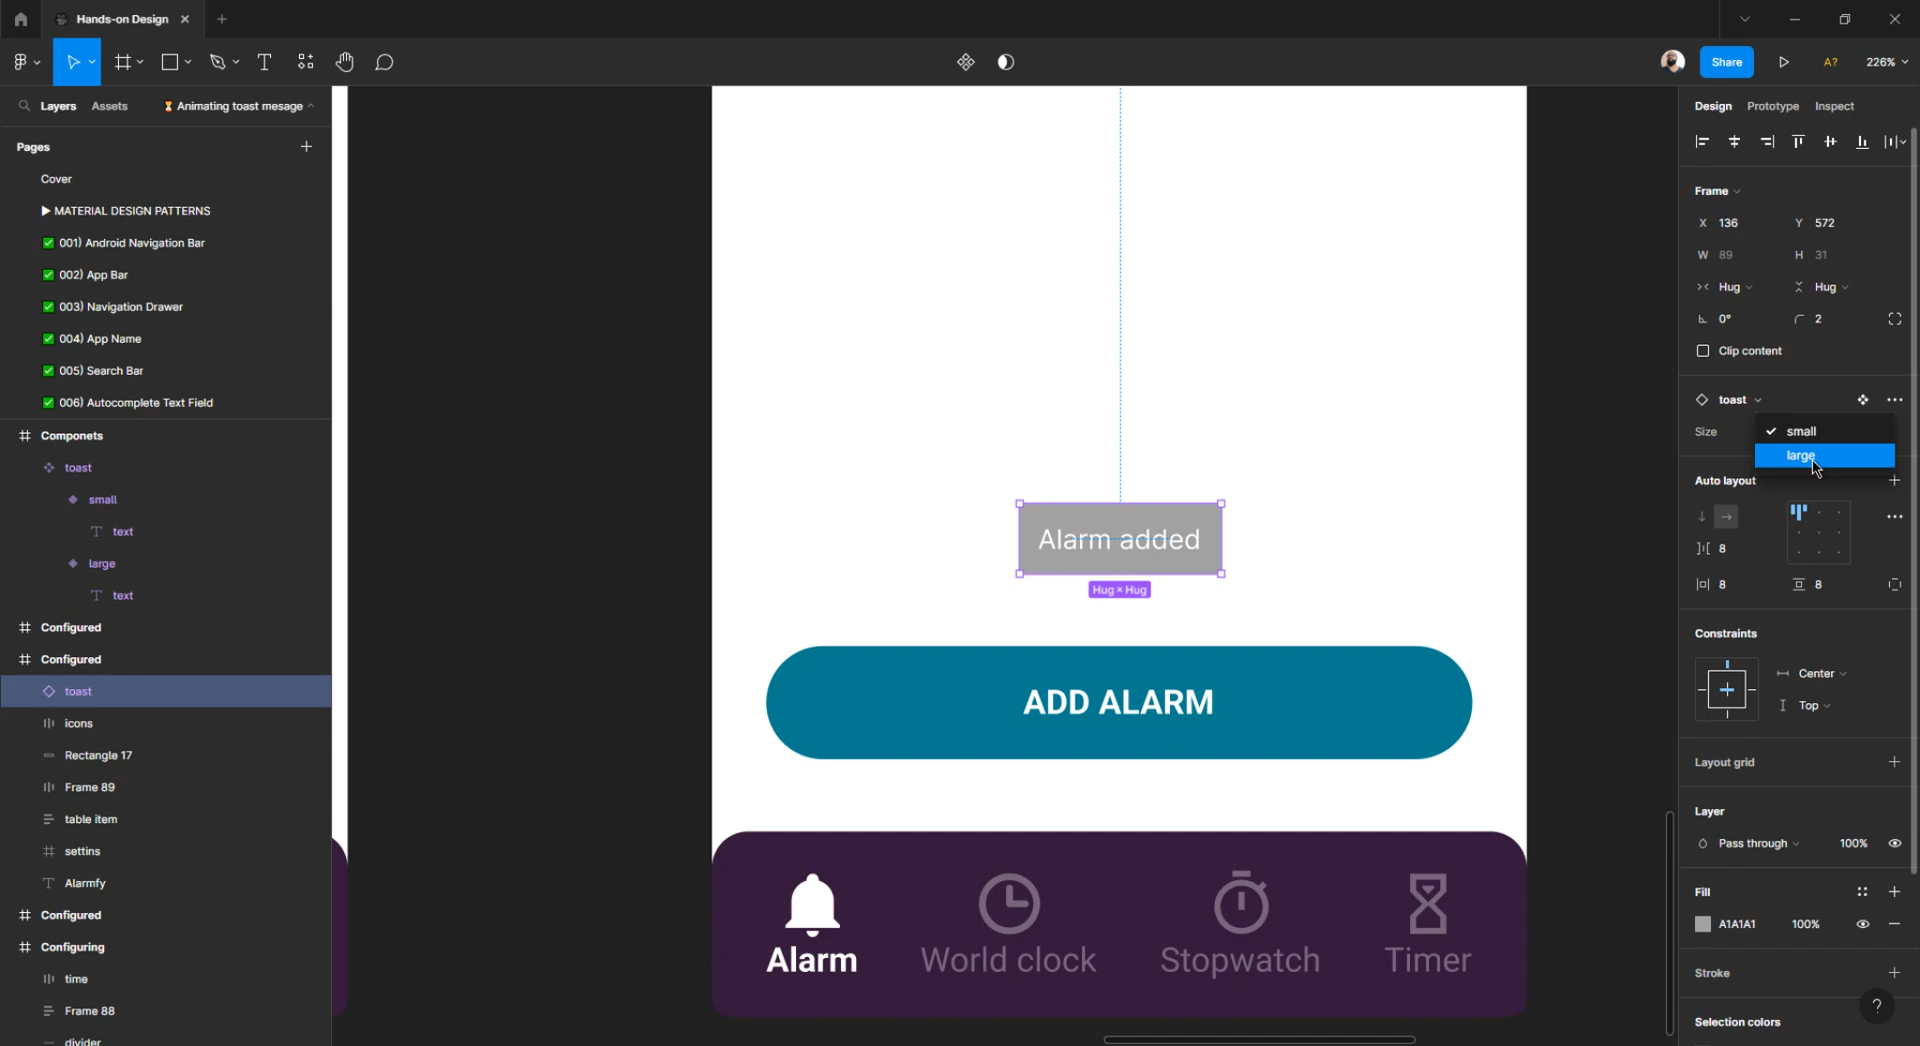 Hands-on Design
Share
A?
226%
Layers
Assets
Animating toast mesage
Pages
Cover
MATERIAL DESIGN PATTERNS
001) Android Navigation Bar
002) App Bar
003) Navigation Drawer
004) App Name
005) Search Bar
006) Autocomplete Text Field
Componets
toast
small
text
large
text
Configured
Configured
toast
icons
Rectangle 17
Frame 89
table item
settins
Alarmfy
Configured
Configuring
time
Frame 88
divider
Alarm added
Hug × Hug
ADD ALARM
Alarm
World clock
Stopwatch
Timer
Design
Prototype
Inspect
Frame
X 136
Y 572
W 89
H 31
Hug
Hug
0°
2
Clip content
toast
Size
small
large
Auto layout
8
8
8
Constraints
Center
Top
Layout grid
Layer
Pass through
100%
Fill
A1A1A1
100%
Stroke
?
Selection colors